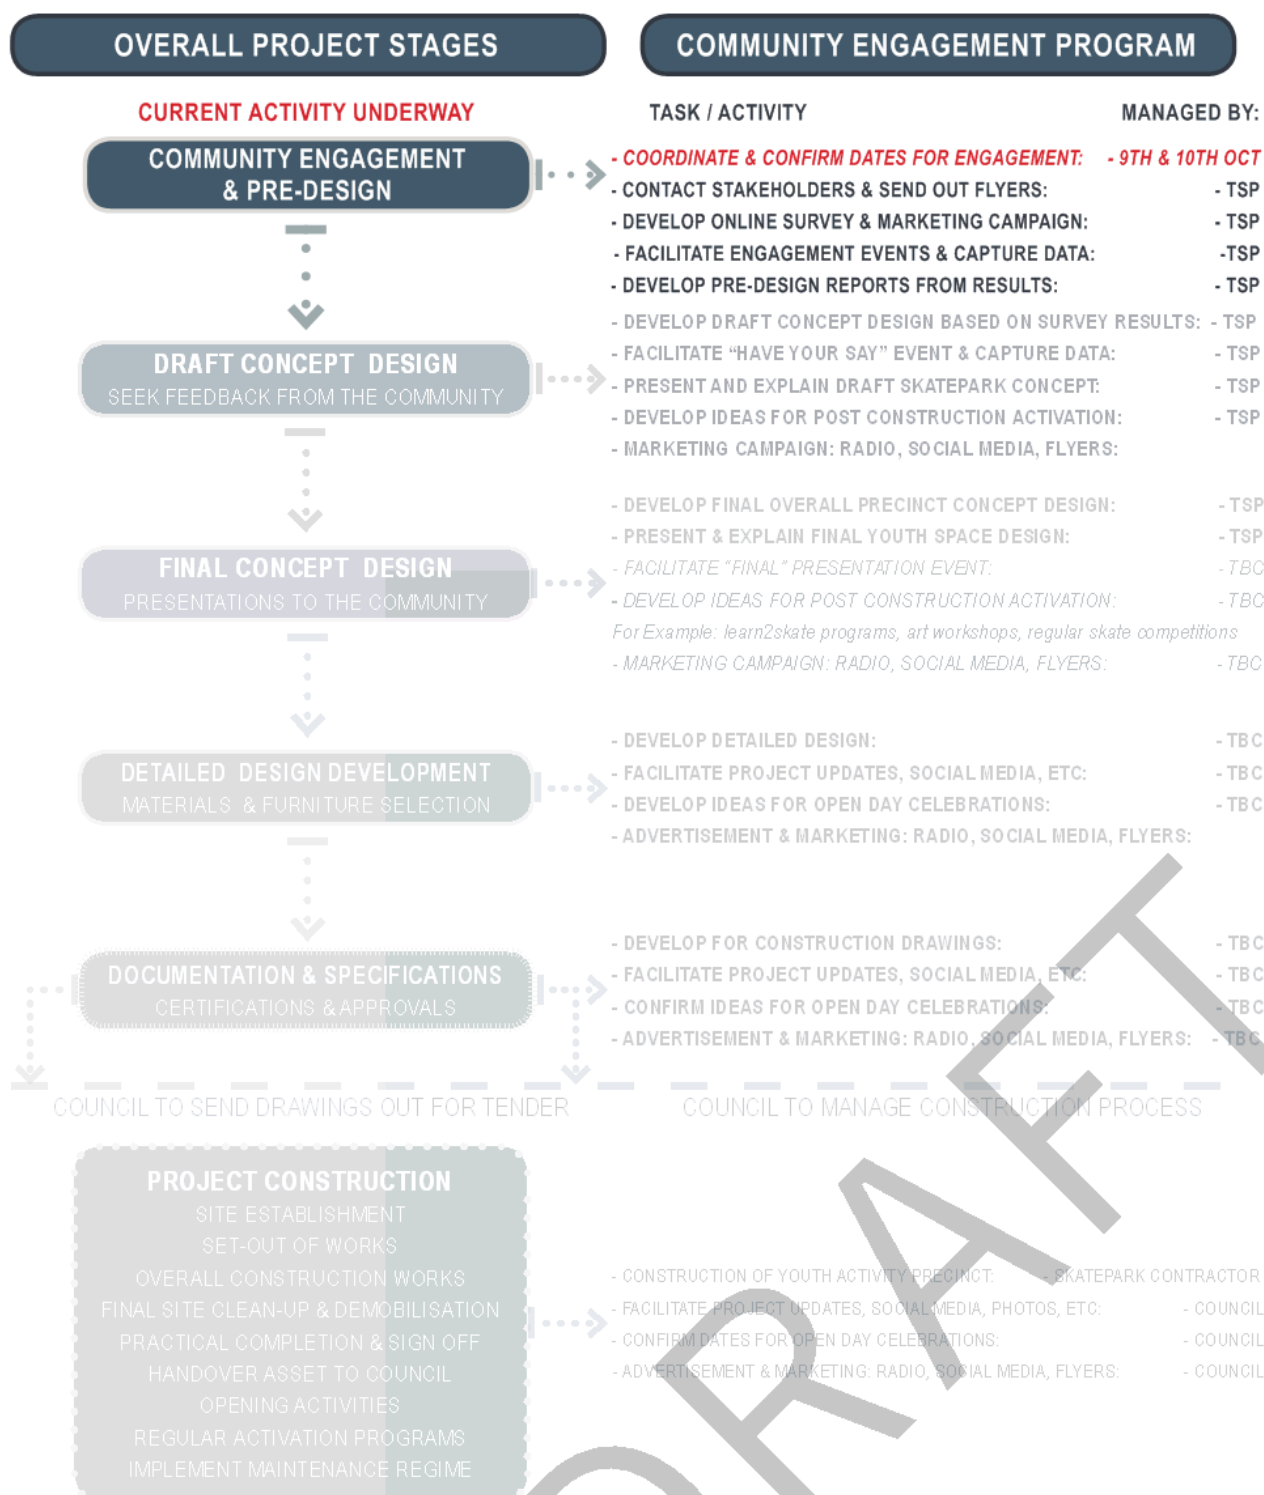 OVERALL PROJECT STAGES
COMMUNITY ENGAGEMENT PROGRAM
CURRENT ACTIVITY UNDERWAY
TASK / ACTIVITY MANAGED BY:
COMMUNITY ENGAGEMENT
& PRE-DESIGN
- COORDINATE & CONFIRM DATES FOR ENGAGEMENT: - 9TH & 10TH OCT
- CONTACT STAKEHOLDERS & SEND OUT FLYERS: - TSP
- DEVELOP ONLINE SURVEY & MARKETING CAMPAIGN: - TSP
- FACILITATE ENGAGEMENT EVENTS & CAPTURE DATA: -TSP
- DEVELOP PRE-DESIGN REPORTS FROM RESULTS: - TSP
DRAFT CONCEPT DESIGN
SEEK FEEDBACK FROM THE COMMUNITY
- DEVELOP DRAFT CONCEPT DESIGN BASED ON SURVEY RESULTS: - TSP
- FACILITATE “HAVE YOUR SAY” EVENT & CAPTURE DATA: - TSP
- PRESENT AND EXPLAIN DRAFT SKATEPARK CONCEPT: - TSP
- DEVELOP IDEAS FOR POST CONSTRUCTION ACTIVATION: - TSP
- MARKETING CAMPAIGN: RADIO, SOCIAL MEDIA, FLYERS:
FINAL CONCEPT DESIGN
PRESENTATIONS TO THE COMMUNITY
- DEVELOP FINAL OVERALL PRECINCT CONCEPT DESIGN: - TSP
- PRESENT & EXPLAIN FINAL YOUTH SPACE DESIGN: - TSP
- FACILITATE "FINAL" PRESENTATION EVENT: - TBC
- DEVELOP IDEAS FOR POST CONSTRUCTION ACTIVATION: - TBC
For Example: learn2skate programs, art workshops, regular skate competitions
- MARKETING CAMPAIGN: RADIO, SOCIAL MEDIA, FLYERS: - TBC
DETAILED DESIGN DEVELOPMENT
MATERIALS & FURNITURE SELECTION
- DEVELOP DETAILED DESIGN: - TBC
- FACILITATE PROJECT UPDATES, SOCIAL MEDIA, ETC: - TBC
- DEVELOP IDEAS FOR OPEN DAY CELEBRATIONS: - TBC
- ADVERTISEMENT & MARKETING: RADIO, SOCIAL MEDIA, FLYERS:
DOCUMENTATION & SPECIFICATIONS
CERTIFICATIONS & APPROVALS
- DEVELOP FOR CONSTRUCTION DRAWINGS: - TBC
- FACILITATE PROJECT UPDATES, SOCIAL MEDIA, ETC: - TBC
- CONFIRM IDEAS FOR OPEN DAY CELEBRATIONS: - TBC
- ADVERTISEMENT & MARKETING: RADIO, SOCIAL MEDIA, FLYERS: - TBC
COUNCIL TO SEND DRAWINGS OUT FOR TENDER
COUNCIL TO MANAGE CONSTRUCTION PROCESS
PROJECT CONSTRUCTION
SITE ESTABLISHMENT
SET-OUT OF WORKS
OVERALL CONSTRUCTION WORKS
FINAL SITE CLEAN-UP & DEMOBILISATION
PRACTICAL COMPLETION & SIGN OFF
HANDOVER ASSET TO COUNCIL
OPENING ACTIVITIES
REGULAR ACTIVATION PROGRAMS
IMPLEMENT MAINTENANCE REGIME
- CONSTRUCTION OF YOUTH ACTIVITY PRECINCT: - SKATEPARK CONTRACTOR
- FACILITATE PROJECT UPDATES, SOCIAL MEDIA, PHOTOS, ETC: - COUNCIL
- CONFIRM DATES FOR OPEN DAY CELEBRATIONS: - COUNCIL
- ADVERTISEMENT & MARKETING: RADIO, SOCIAL MEDIA, FLYERS: - COUNCIL
DRAFT